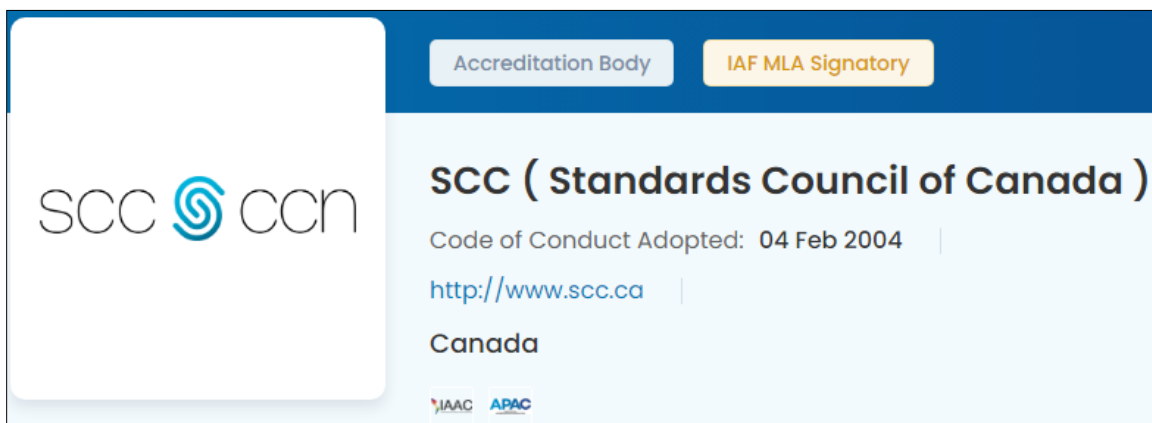 Accreditation Body
IAF MLA Signatory
scc ccn
SCC ( Standards Council of Canada )
Code of Conduct Adopted: 04 Feb 2004
http://www.scc.ca
Canada
IAAC APAC